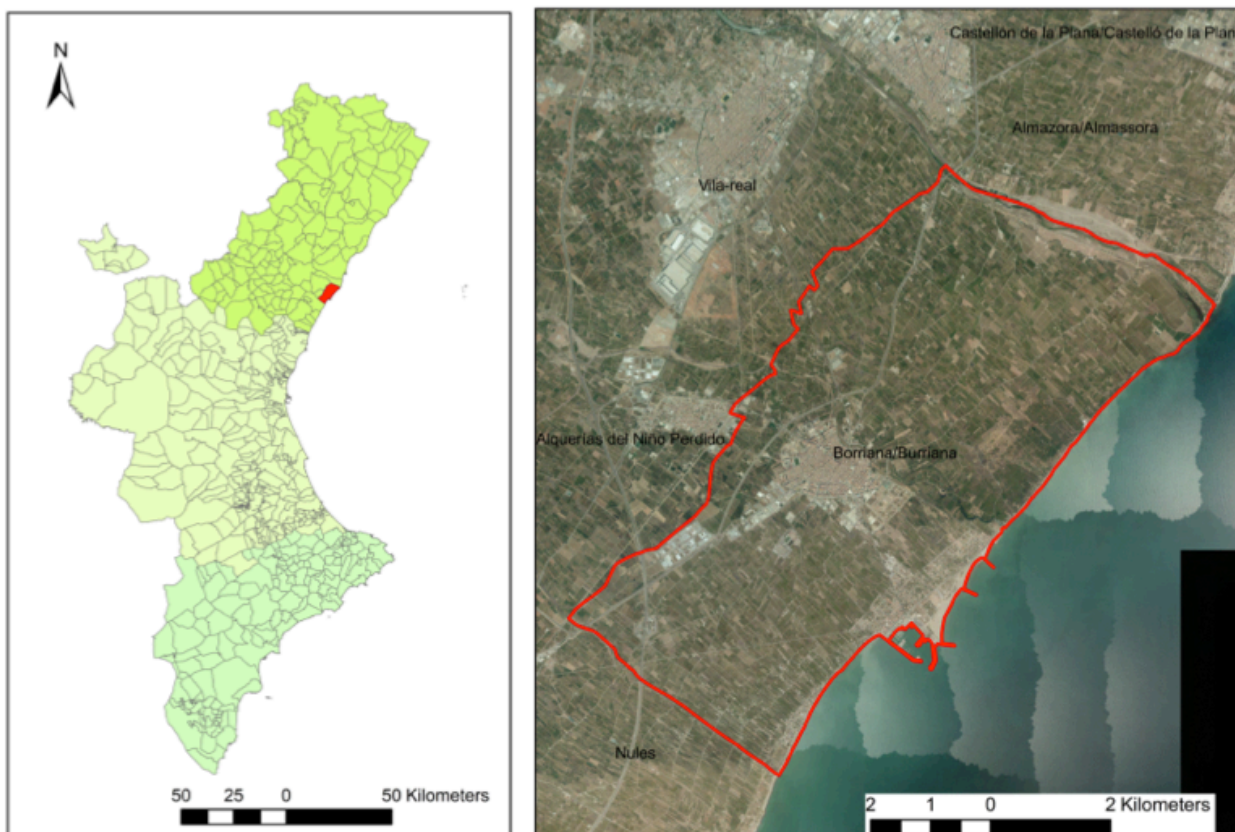 N
50 25 0 50 Kilometers
Castellón de la Plana/Castelló de la Plan
Almazora/Almassora
Vila-real
Alquerías del Niño Perdido
Borriana/Burriana
Nules
2 1 0 2 Kilometers